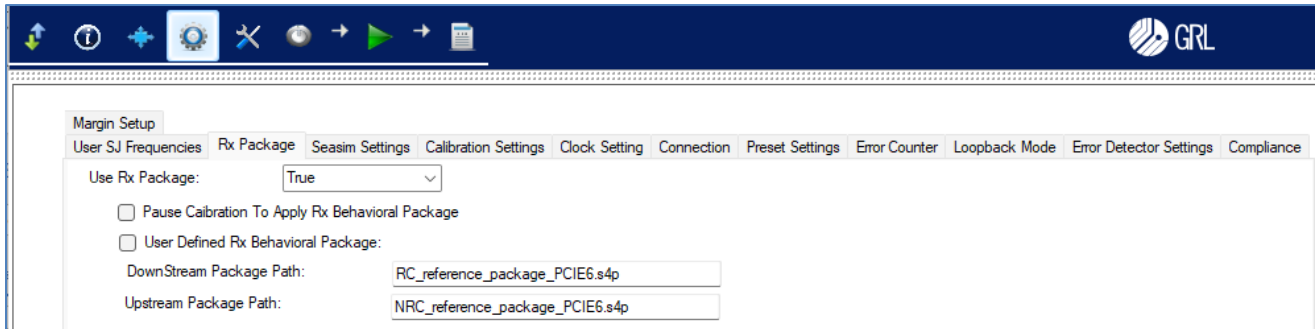 GRL
Margin Setup
User SJ Frequencies Rx Package Seasim Settings Calibration Settings Clock Setting Connection Preset Settings Error Counter Loopback Mode Error Detector Settings Compliance
Use Rx Package: True
Pause Caibration To Apply Rx Behavioral Package
User Defined Rx Behavioral Package:
DownStream Package Path: RC_reference_package_PCIE6.s4p
Upstream Package Path: NRC_reference_package_PCIE6.s4p